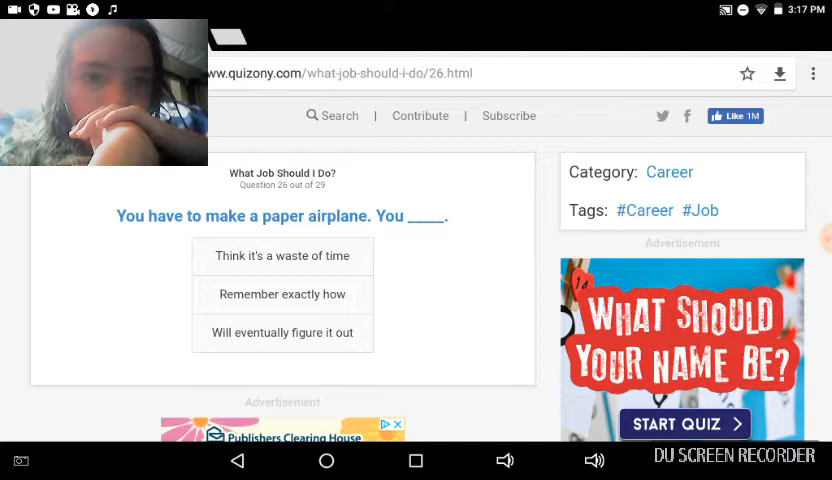 3:17 PM
ww.quizony.com/what-job-should-i-do/26.html
Search | Contribute | Subscribe
Like 1M
What Job Should I Do?
Question 26 out of 29
You have to make a paper airplane. You ____.
Think it's a waste of time
Remember exactly how
Will eventually figure it out
Category: Career
Tags: #Career #Job
Advertisement
WHAT SHOULD
YOUR NAME BE?
START QUIZ
Advertisement
Publishers Clearing House
DU SCREEN RECORDER